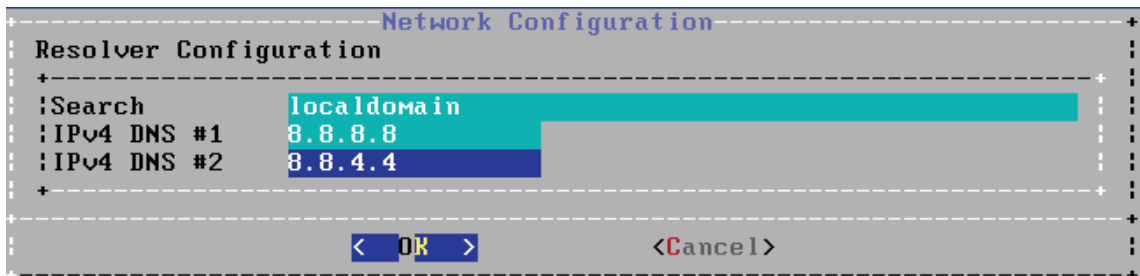 Network Configuration
Resolver Configuration
Search localdomain
IPv4 DNS #1 8.8.8.8
IPv4 DNS #2 8.8.4.4
< OK > <Cancel>